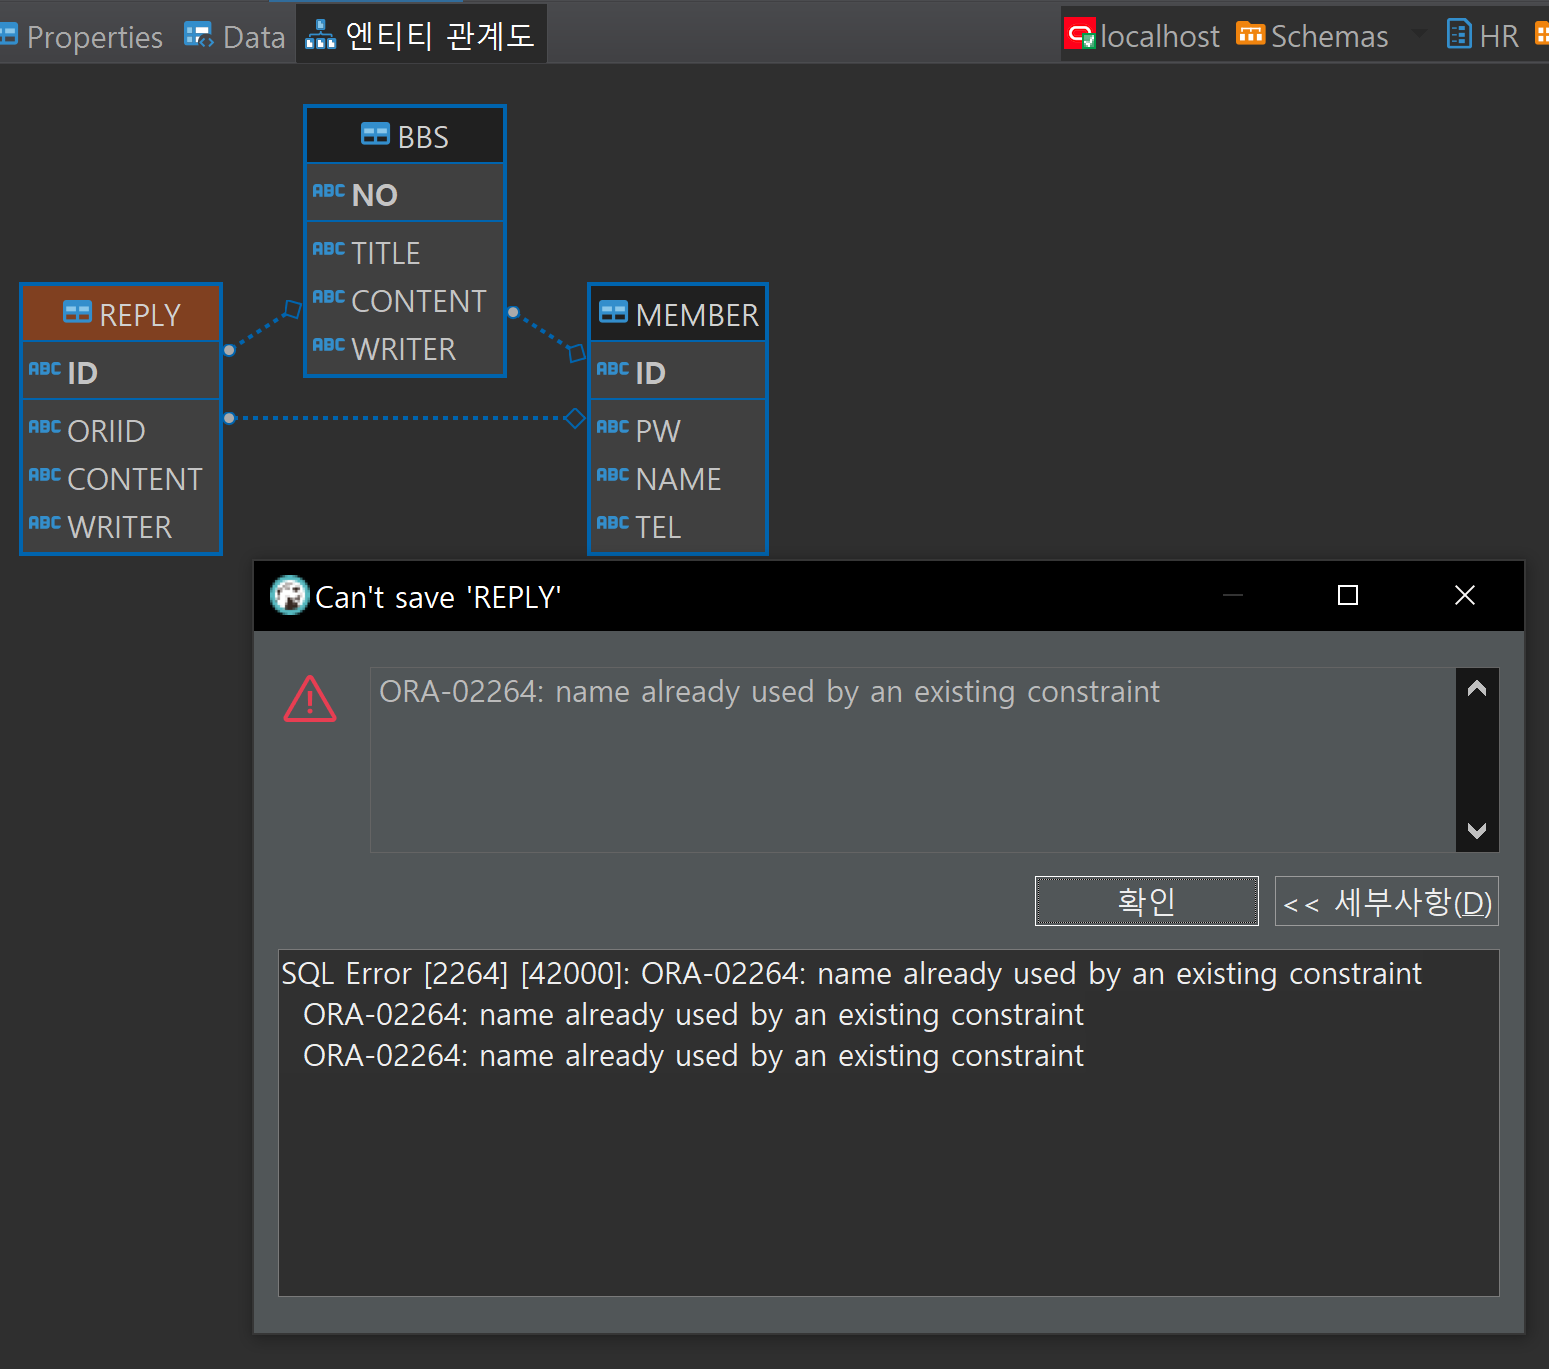 Properties
Data
엔티티 관계도
localhost
Schemas
HR
BBS
ABC NO
ABC TITLE
ABC CONTENT
ABC WRITER
REPLY
ABC ID
ABC ORIID
ABC CONTENT
ABC WRITER
MEMBER
ABC ID
ABC PW
ABC NAME
ABC TEL
Can't save 'REPLY'
ORA-02264: name already used by an existing constraint
확인
<< 세부사항(D)
SQL Error [2264] [42000]: ORA-02264: name already used by an existing constraint
ORA-02264: name already used by an existing constraint
ORA-02264: name already used by an existing constraint